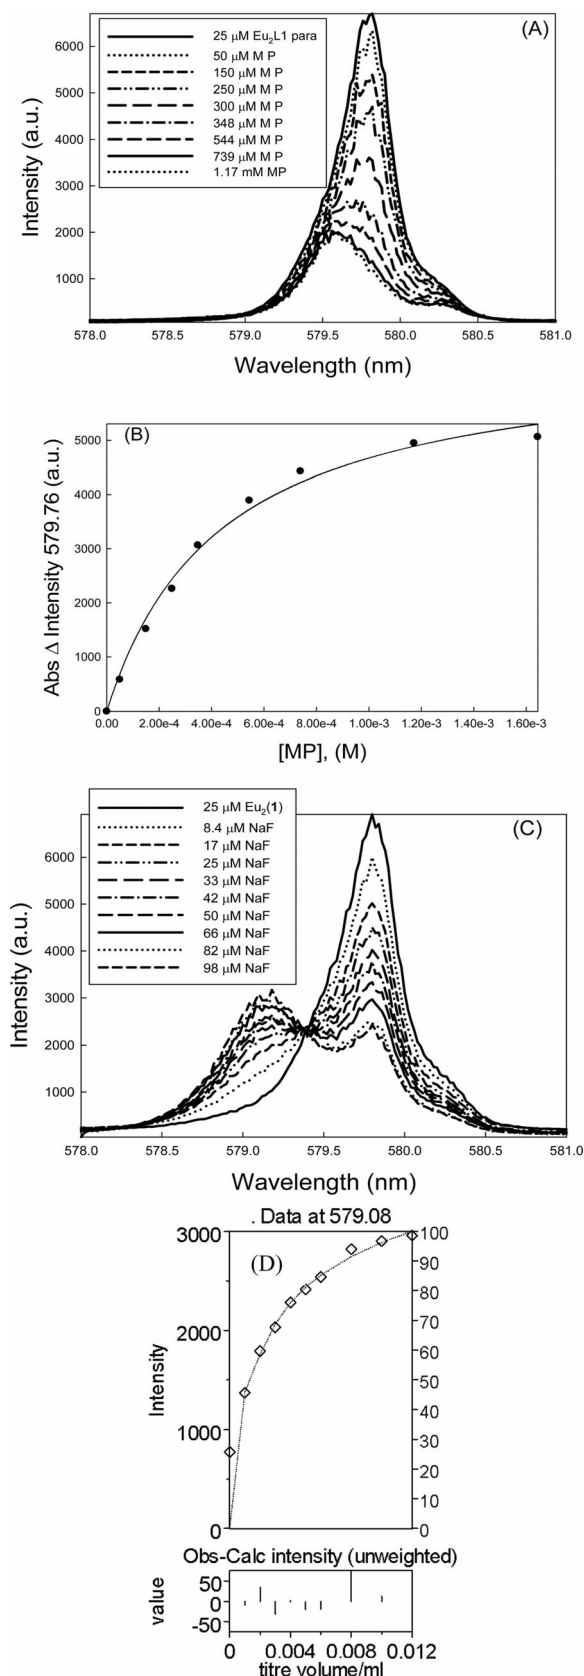 (A)
25 μM Eu₂L1 para
50 μM M P
150 μM M P
250 μM M P
300 μM M P
348 μM M P
544 μM M P
739 μM M P
1.17 mM MP
Intensity (a.u.)
6000
5000
4000
3000
2000
1000
578.0 578.5 579.0 579.5 580.0 580.5 581.0
Wavelength (nm)
(B)
Abs Δ Intensity 579.76 (a.u.)
5000
4000
3000
2000
1000
0
0.00 2.00e-4 4.00e-4 6.00e-4 8.00e-4 1.00e-3 1.20e-3 1.40e-3 1.60e-3
[MP], (M)
(C)
25 μM Eu₂(1)
8.4 μM NaF
17 μM NaF
25 μM NaF
33 μM NaF
42 μM NaF
50 μM NaF
66 μM NaF
82 μM NaF
98 μM NaF
Intensity (a.u.)
6000
5000
4000
3000
2000
1000
578.0 578.5 579.0 579.5 580.0 580.5 581.0
Wavelength (nm)
. Data at 579.08
(D)
Intensity
3000
2000
1000
0
100
90
80
70
60
50
40
30
20
10
0
Obs-Calc intensity (unweighted)
value
50
0
-50
0 0.004 0.008 0.012
titre volume/ml